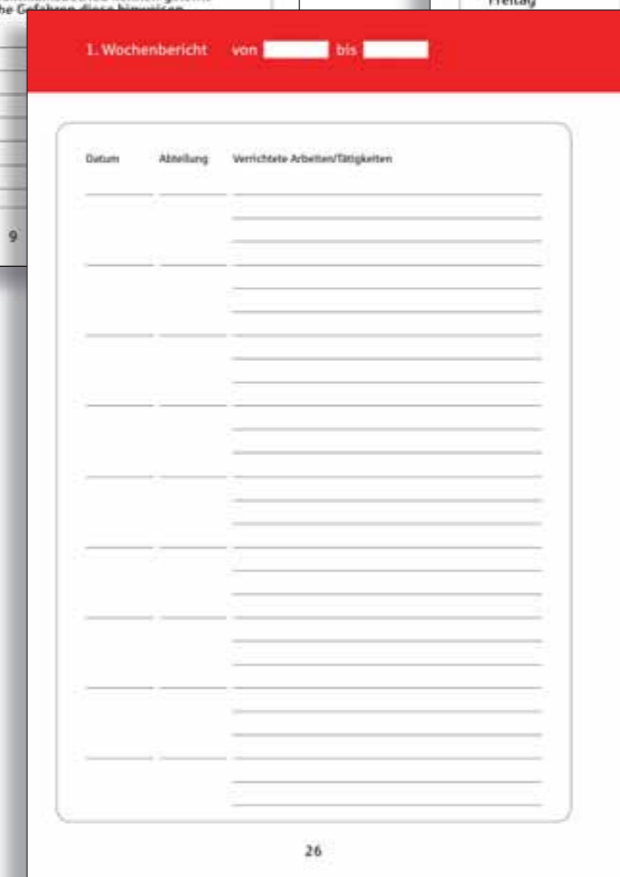 he Gefahren diese hinweisen
Freitag
9
1. Wochenbericht von bis
Datum Abteilung Verrichtete Arbeiten/Tätigkeiten
26